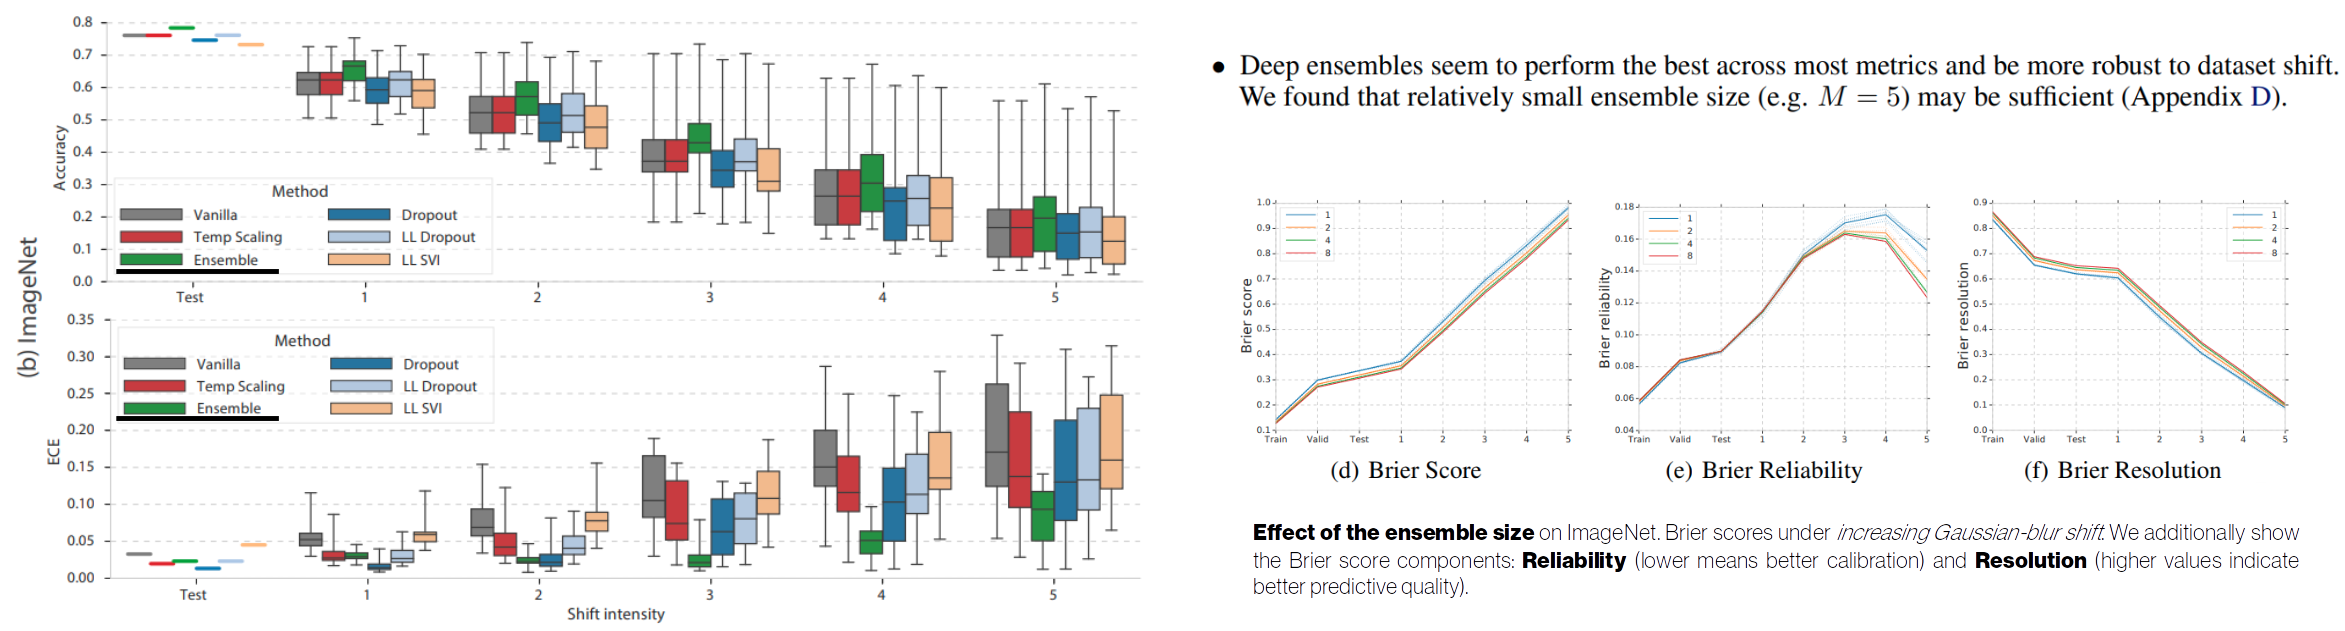 (b) ImageNet
Accuracy
0.8
0.7
0.6
0.5
0.4
0.3
0.2
0.1
0.0
Method
Vanilla
Temp Scaling
Ensemble
Dropout
LL Dropout
LL SVI
Test 1 2 3 4 5
ECE
0.35
0.30
0.25
0.20
0.15
0.10
0.05
0.00
Method
Vanilla
Temp Scaling
Ensemble
Dropout
LL Dropout
LL SVI
Test 1 2 3 4 5
Shift intensity
• Deep ensembles seem to perform the best across most metrics and be more robust to dataset shift.
We found that relatively small ensemble size (e.g. M = 5) may be sufficient (Appendix D).
Brier score
1.0
0.9
0.8
0.7
0.6
0.5
0.4
0.3
0.2
0.1
1
2
4
8
Train Valid Test 1 2 3 4 5
(d) Brier Score
Brier reliability
0.18
0.16
0.14
0.12
0.10
0.08
0.06
0.04
1
2
4
8
Train Valid Test 1 2 3 4 5
(e) Brier Reliability
Brier resolution
0.9
0.8
0.7
0.6
0.5
0.4
0.3
0.2
0.1
0.0
1
2
4
8
Train Valid Test 1 2 3 4 5
(f) Brier Resolution
Effect of the ensemble size on ImageNet. Brier scores under increasing Gaussian-blur shift. We additionally show
the Brier score components: Reliability (lower means better calibration) and Resolution (higher values indicate
better predictive quality).